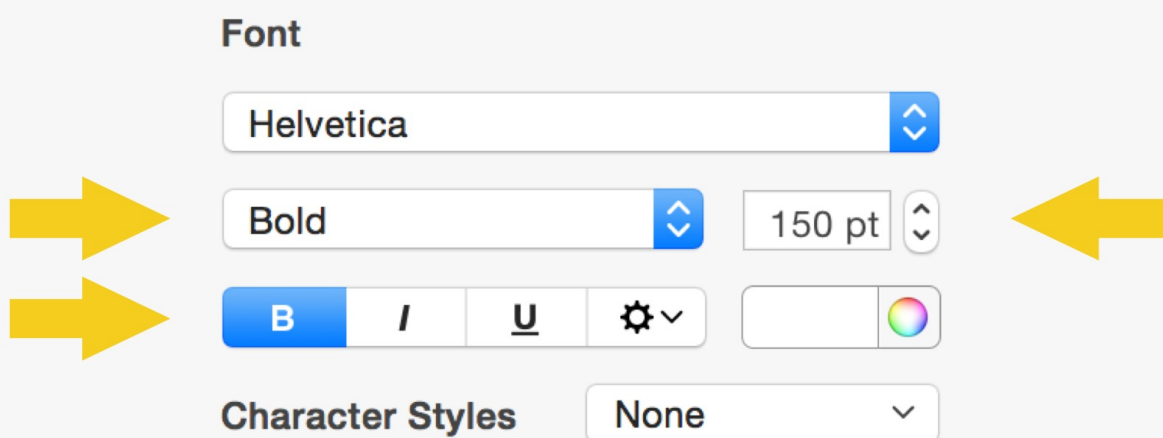 Font
Helvetica
Bold 150 pt
B I U
Character Styles None